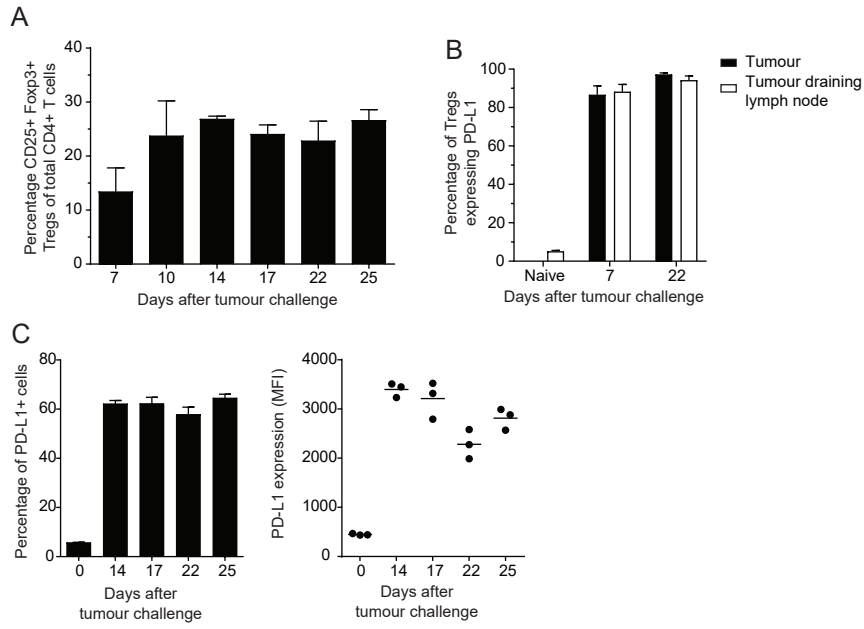 A
Percentage CD25+ Foxp3+
Tregs of total CD4+ T cells
40
30
20
10
0
7 10 14 17 22 25
Days after tumour challenge
B
Percentage of Tregs
expressing PD-L1
100
80
60
40
20
0
Naive 7 22
Days after tumour challenge
Tumour
Tumour draining
lymph node
C
Percentage of PD-L1+ cells
80
60
40
20
0
0 14 17 22 25
Days after
tumour challenge
PD-L1 expression (MFI)
4000
3000
2000
1000
0
0 14 17 22 25
Days after
tumour challenge